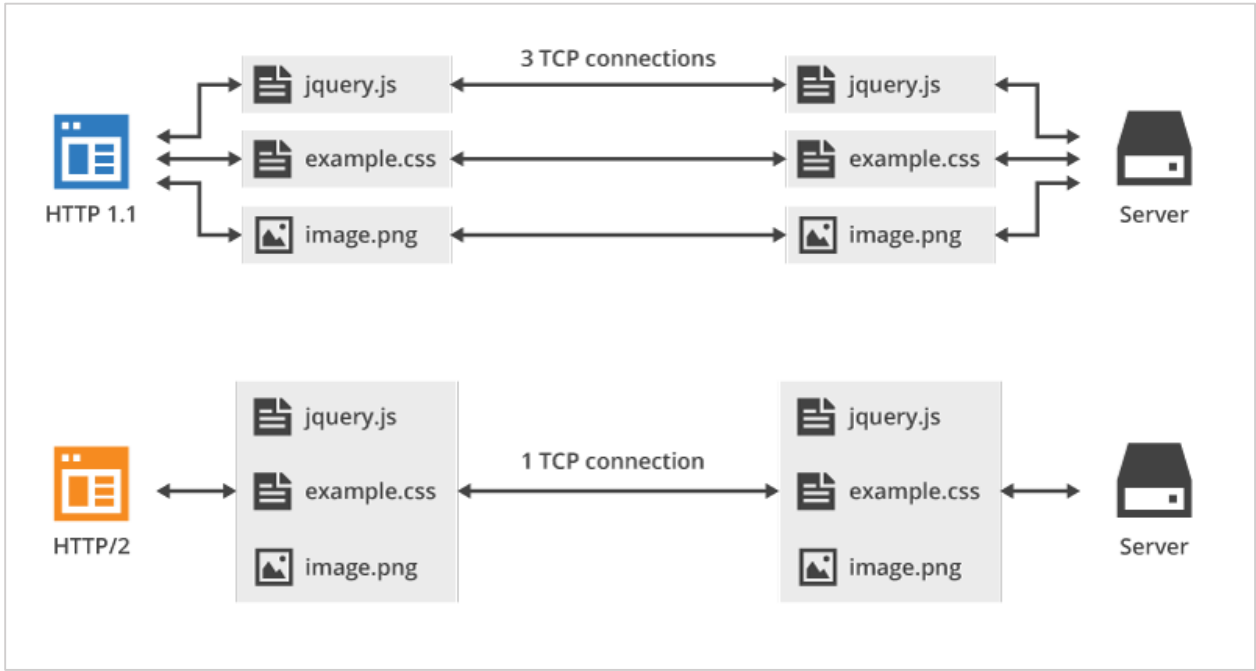 3 TCP connections
jquery.js
jquery.js
example.css
example.css
HTTP 1.1
Server
image.png
image.png
jquery.js
jquery.js
1 TCP connection
example.css
example.css
HTTP/2
Server
image.png
image.png